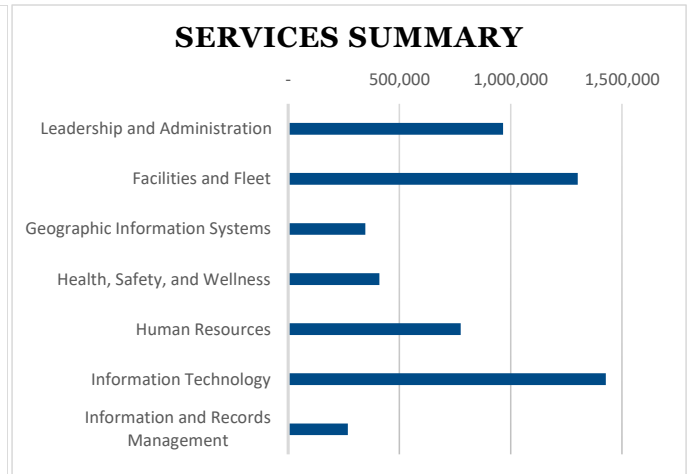 SERVICES SUMMARY
- 500,000 1,000,000 1,500,000
Leadership and Administration
Facilities and Fleet
Geographic Information Systems
Health, Safety, and Wellness
Human Resources
Information Technology
Information and Records
Management